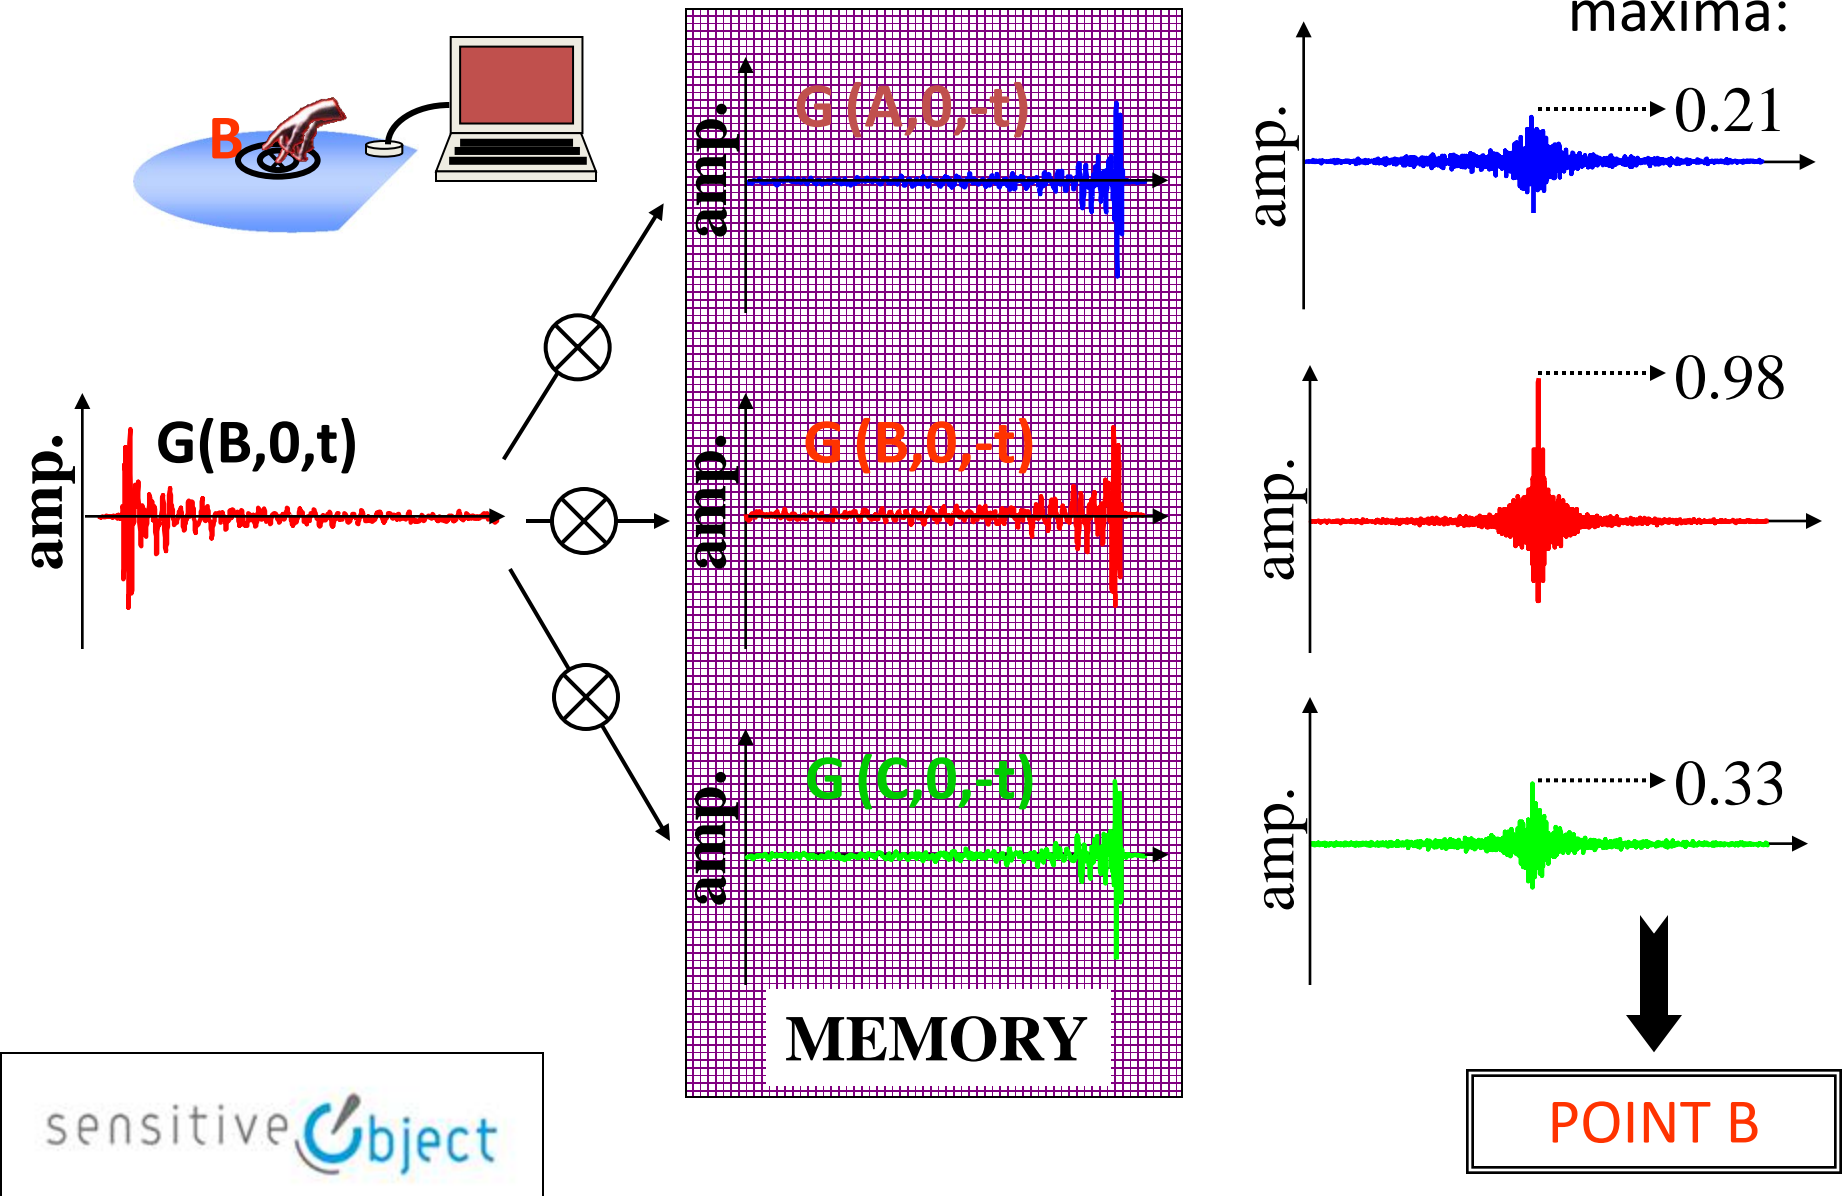 maxima:
B
amp.
G (A,0,-t)
amp.
0.21
amp.
G(B,0,t)
amp.
G (B,0,-t)
amp.
0.98
amp.
G (C,0,-t)
amp.
0.33
MEMORY
sensitive Object
POINT B